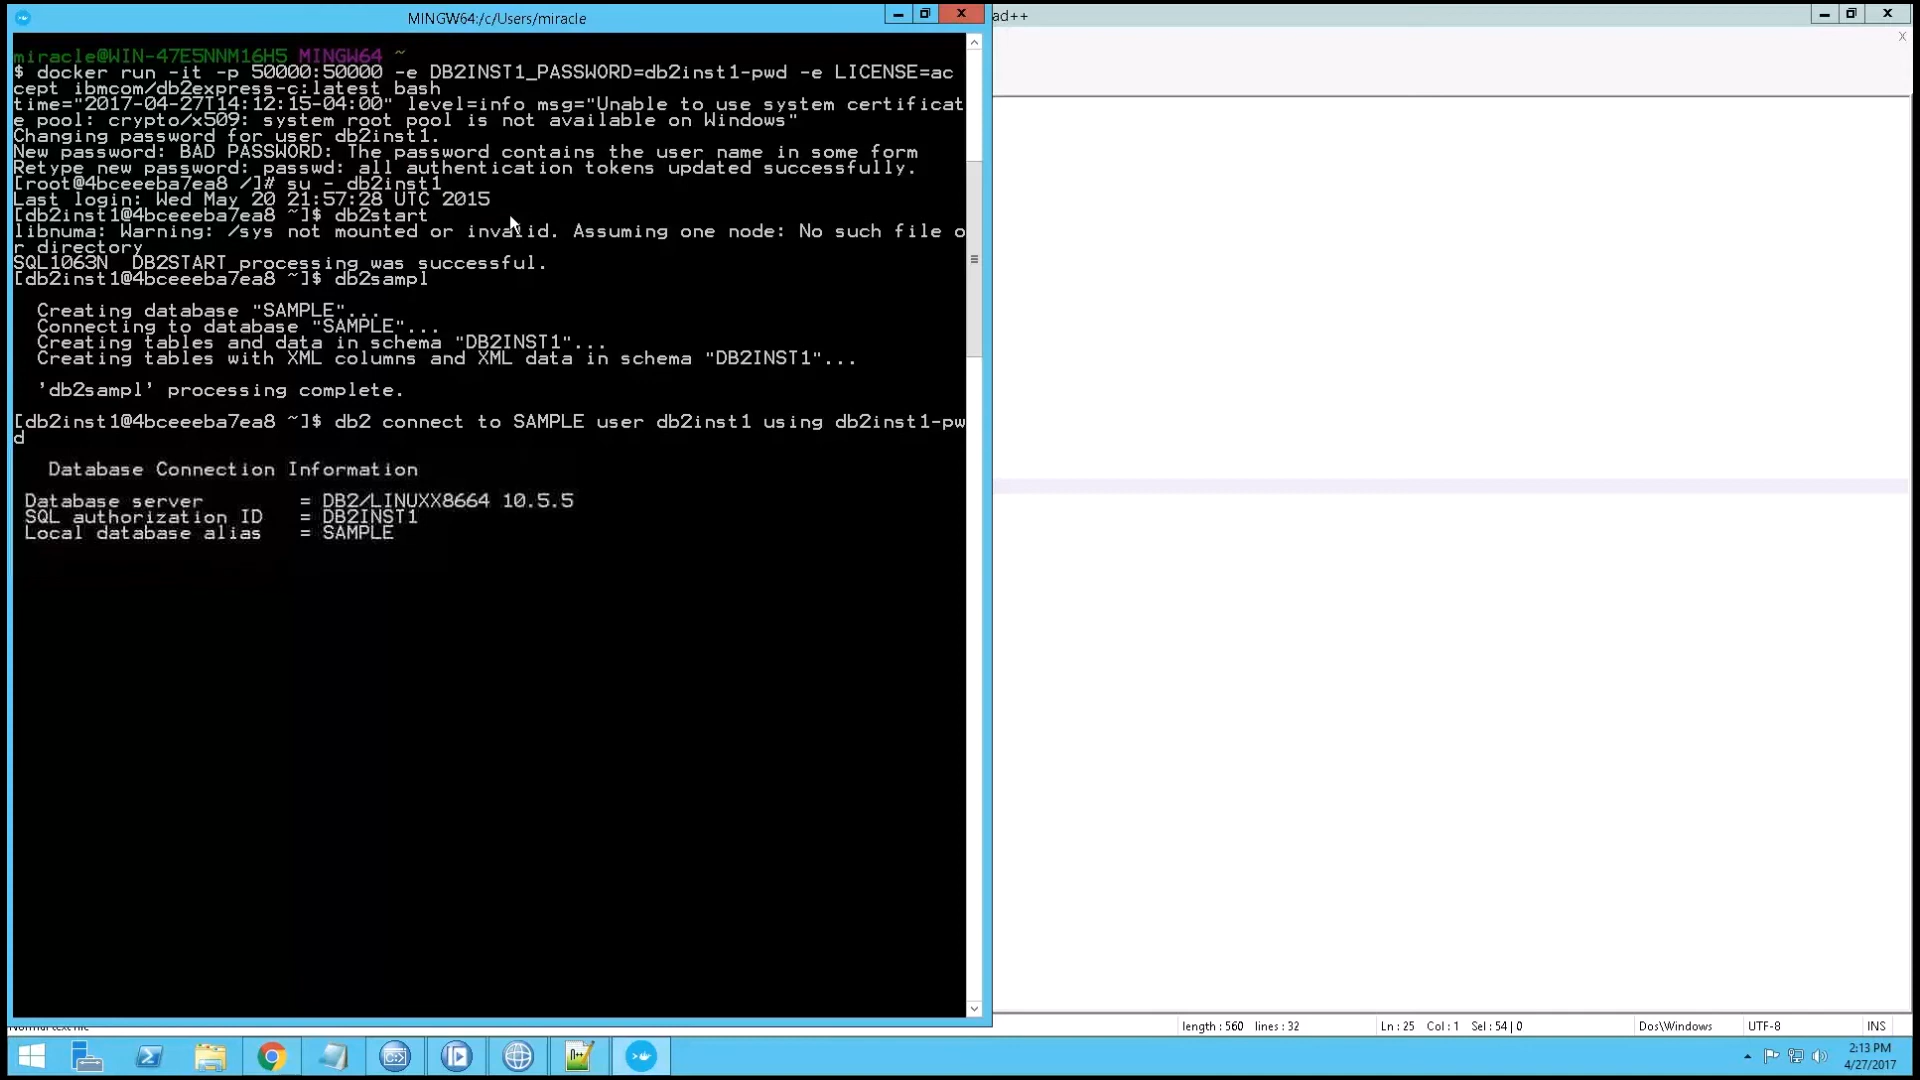 MINGW64:/c/Users/miracle
ad++
miracle@WIN-47E5NNM16H5 MINGW64 ~
$ docker run -it -p 50000:50000 -e DB2INST1_PASSWORD=db2inst1-pwd -e LICENSE=ac
cept ibmcom/db2express-c:latest bash
time="2017-04-27T14:12:15-04:00" level=info msg="Unable to use system certificat
e pool: crypto/x509: system root pool is not available on Windows"
Changing password for user db2inst1.
New password: BAD PASSWORD: The password contains the user name in some form
Retype new password: passwd: all authentication tokens updated successfully.
[root@4bceeeba7ea8 /]# su - db2inst1
Last login: Wed May 20 21:57:28 UTC 2015
[db2inst1@4bceeeba7ea8 ~]$ db2start
libnuma: Warning: /sys not mounted or invalid. Assuming one node: No such file o
r directory
SQL1063N  DB2START processing was successful.
[db2inst1@4bceeeba7ea8 ~]$ db2sampl
Creating database "SAMPLE"...
Connecting to database "SAMPLE"...
Creating tables and data in schema "DB2INST1"...
Creating tables with XML columns and XML data in schema "DB2INST1"...
'db2sampl' processing complete.
[db2inst1@4bceeeba7ea8 ~]$ db2 connect to SAMPLE user db2inst1 using db2inst1-pw
d
Database Connection Information
Database server = DB2/LINUXX8664 10.5.5
SQL authorization ID = DB2INST1
Local database alias = SAMPLE
length : 560 lines : 32 Ln : 25 Col : 1 Sel : 54 | 0 Dos\Windows UTF-8 INS
2:13 PM
4/27/2017